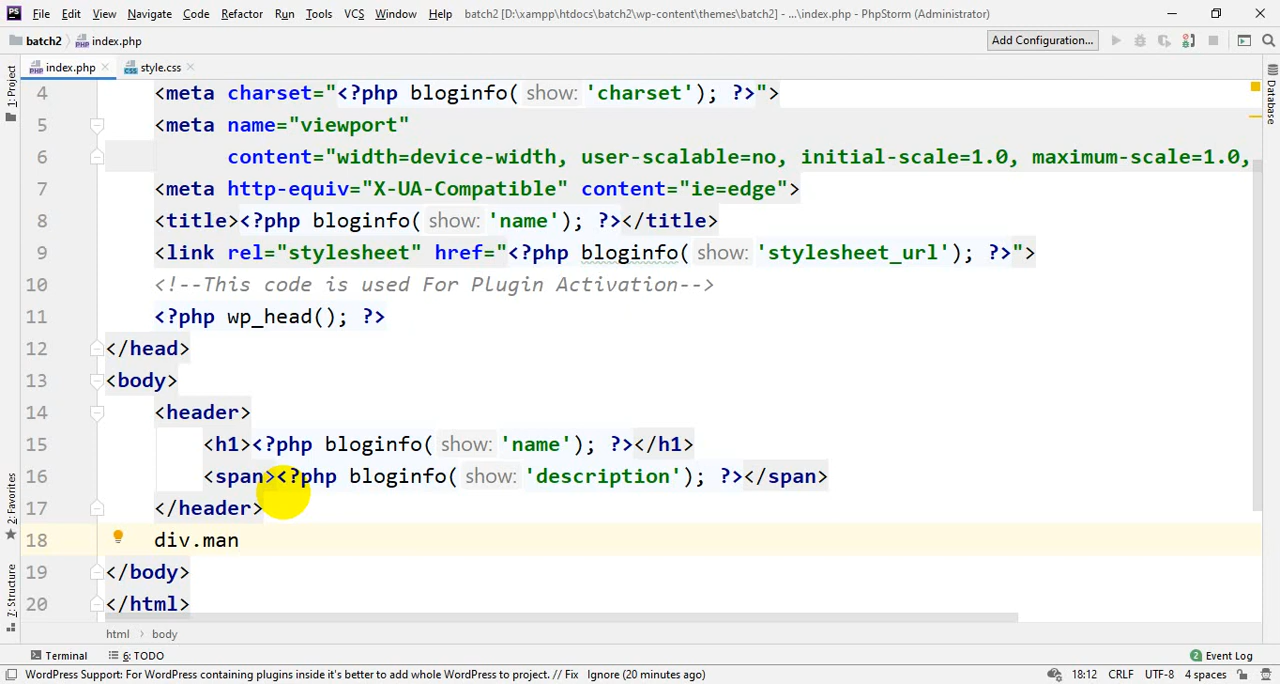 PS File Edit View Navigate Code Refactor Run Tools VCS Window Help batch2 [D:\xampp\htdocs\batch2\wp-content\themes\batch2] - ...\index.php - PhpStorm (Administrator)
batch2 index.php Add Configuration...
index.php style.css
1: Project
Database
4 <meta charset="<?php bloginfo( show: 'charset'); ?>">
5 <meta name="viewport"
6 content="width=device-width, user-scalable=no, initial-scale=1.0, maximum-scale=1.0,
7 <meta http-equiv="X-UA-Compatible" content="ie=edge">
8 <title><?php bloginfo( show: 'name'); ?></title>
9 <link rel="stylesheet" href="<?php bloginfo( show: 'stylesheet_url'); ?>">
10 <!--This code is used For Plugin Activation-->
11 <?php wp_head(); ?>
12 </head>
13 <body>
14 <header>
15 <h1><?php bloginfo( show: 'name'); ?></h1>
16 <span><?php bloginfo( show: 'description'); ?></span>
17 </header>
18 div.man
19 </body>
20 </html>
2: Favorites
7: Structure
html › body
Terminal 6: TODO 2 Event Log
WordPress Support: For WordPress containing plugins inside it's better to add whole WordPress to project. // Fix Ignore (20 minutes ago) 18:12 CRLF UTF-8 4 spaces